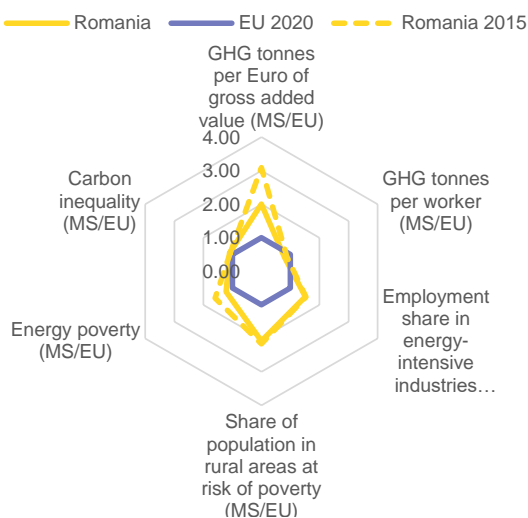 Romania
EU 2020
Romania 2015
GHG tonnes
per Euro of
gross added
value (MS/EU)
4.00
3.00
2.00
1.00
0.00
GHG tonnes
per worker
(MS/EU)
Employment
share in
energy-
intensive
industries…
Share of
population in
rural areas at
risk of poverty
(MS/EU)
Energy poverty
(MS/EU)
Carbon
inequality
(MS/EU)